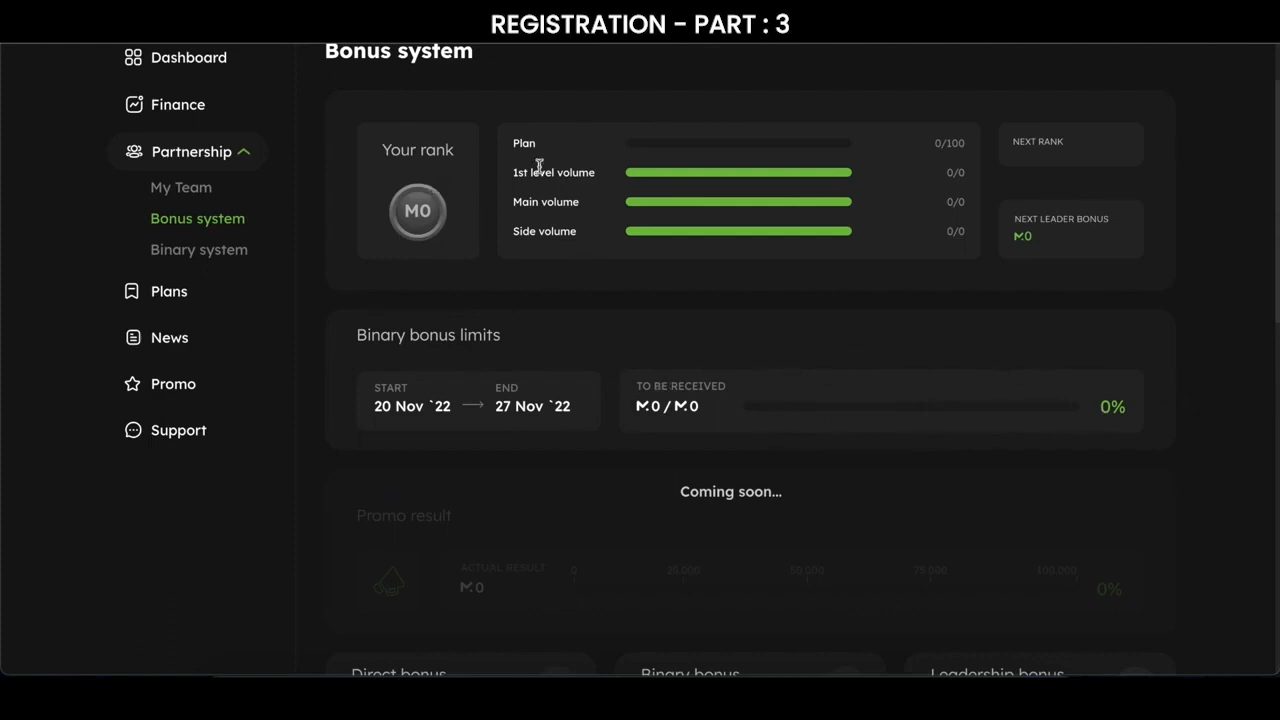 REGISTRATION - PART : 3
Dashboard
Finance
Partnership
My Team
Bonus system
Binary system
Plans
News
Promo
Support
Bonus system
Your rank
M0
Plan 0/100
1st level volume 0/0
Main volume 0/0
Side volume 0/0
NEXT RANK
NEXT LEADER BONUS
M0
Binary bonus limits
START
20 Nov `22
END
27 Nov `22
TO BE RECEIVED
M0 / M0
0%
Coming soon...
Promo result
ACTUAL RESULT
M0
0 25.000 50.000 75.000 100.000
0%
Direct bonus
Binary bonus
Leadership bonus